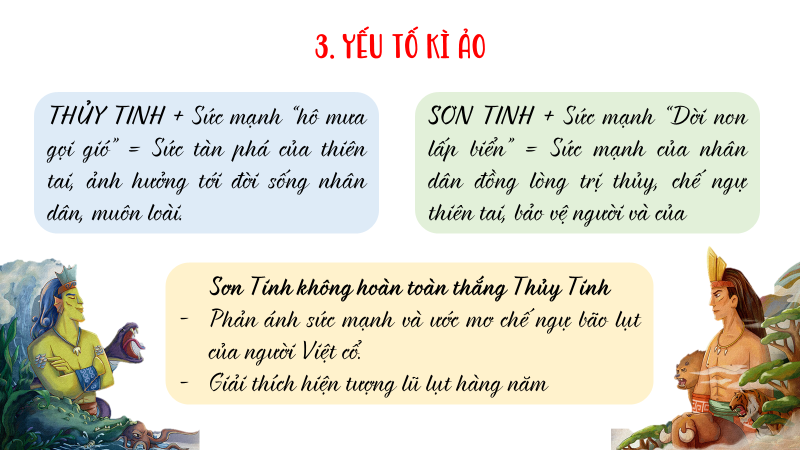 3. YẾU TỐ KÌ ẢO
THỦY TINH + Sức mạnh “hô mưa
gọi gió” = Sức tàn phá của thiên
tai, ảnh hưởng tới đời sống nhân
dân, muôn loài.
SƠN TINH + Sức mạnh “Dời non
lấp biển” = Sức mạnh của nhân
dân đồng lòng trị thủy, chế ngự
thiên tai, bảo vệ người và của
Sơn Tinh không hoàn toàn thắng Thủy Tinh
- Phản ánh sức mạnh và ước mơ chế ngự bão lụt
của người Việt cổ.
- Giải thích hiện tượng lũ lụt hàng năm